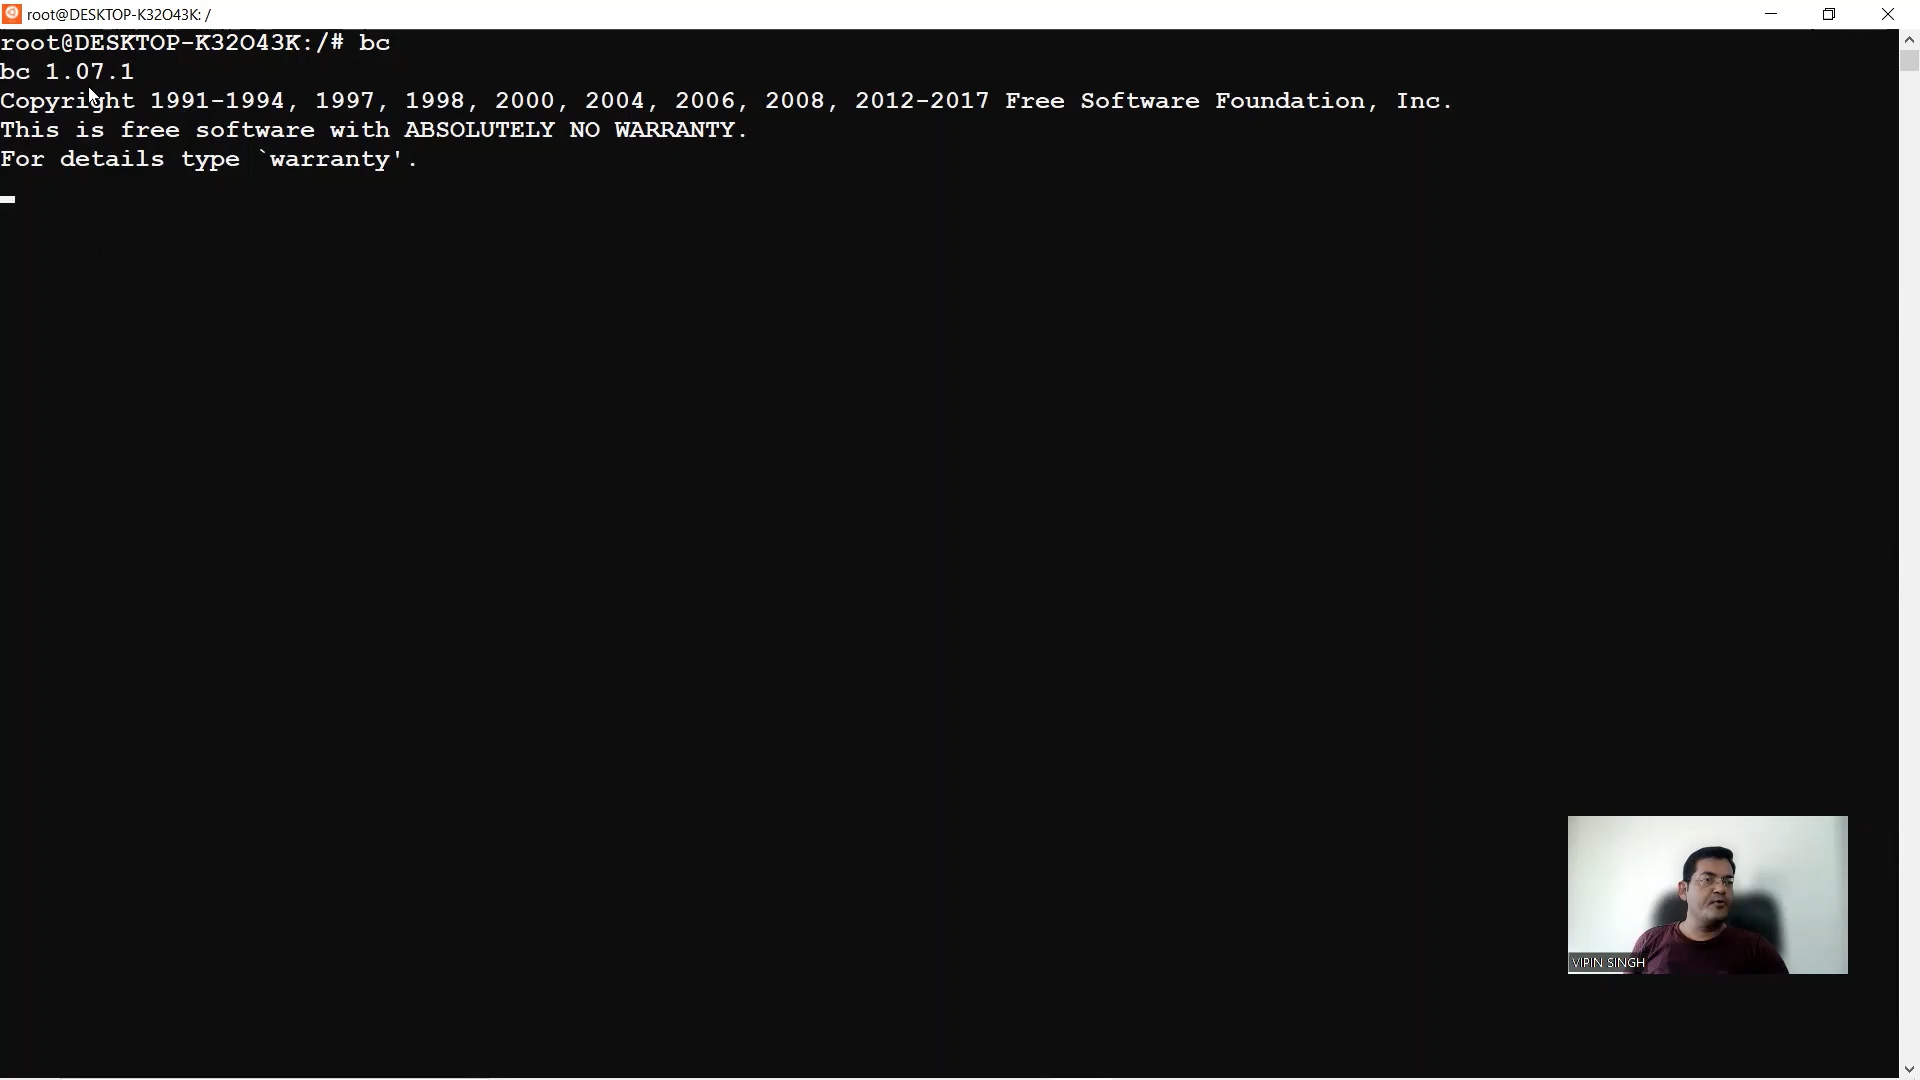 root@DESKTOP-K32O43K: /
root@DESKTOP-K32O43K:/# bc
bc 1.07.1
Copyright 1991-1994, 1997, 1998, 2000, 2004, 2006, 2008, 2012-2017 Free Software Foundation, Inc.
This is free software with ABSOLUTELY NO WARRANTY.
For details type `warranty'.
VIPIN SINGH